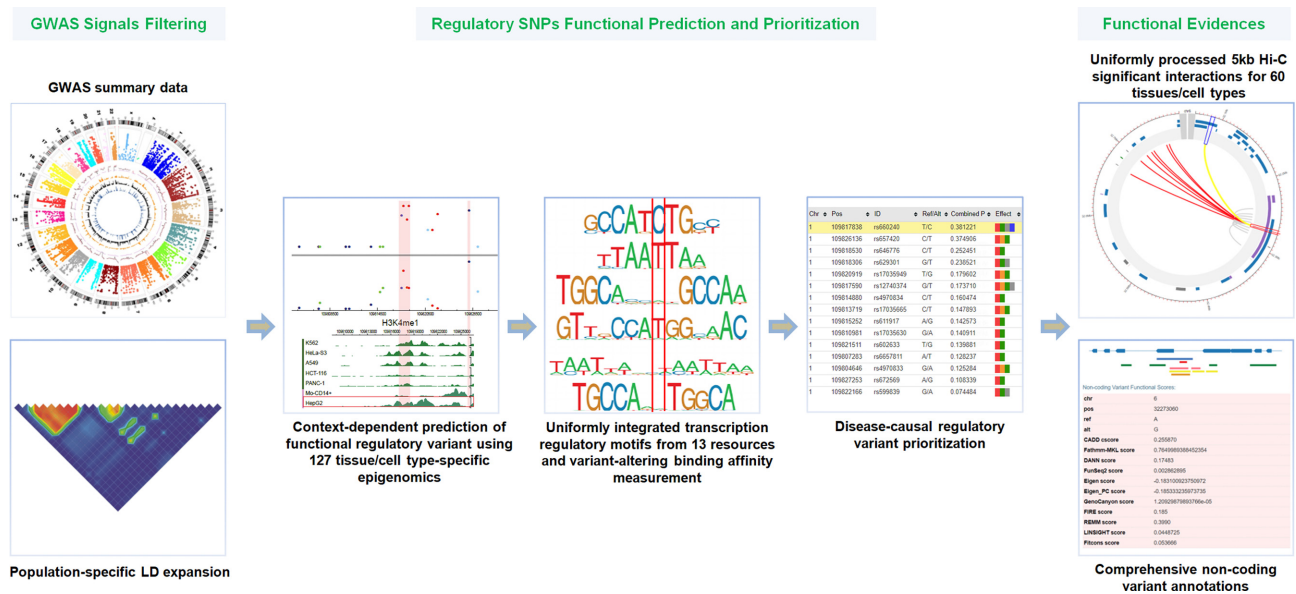 GWAS Signals Filtering
Regulatory SNPs Functional Prediction and Prioritization
Functional Evidences
GWAS summary data
Population-specific LD expansion
H3K4me1
K562
HeLa-S3
A549
HCT-116
PANC-1
Mo-CD14+
HepG2
Context-dependent prediction of
functional regulatory variant using
127 tissue/cell type-specific
epigenomics
Uniformly integrated transcription
regulatory motifs from 13 resources
and variant-altering binding affinity
measurement
Chr Pos ID Ref/Alt Combined P Effect
1 109817838 rs660240 T/C 0.381221
1 109826136 rs657420 C/T 0.374906
1 109818530 rs646776 C/T 0.252451
1 109818306 rs629301 G/T 0.238521
1 109820919 rs17035949 T/G 0.179602
1 109817590 rs12740374 G/T 0.173710
1 109814880 rs4970834 C/T 0.160474
1 109813719 rs17035665 C/T 0.147893
1 109815252 rs611917 A/G 0.142573
1 109810981 rs17035630 G/A 0.140911
1 109821511 rs602633 T/G 0.139881
1 109807283 rs6657811 A/T 0.128237
1 109804646 rs4970833 G/A 0.125284
1 109827253 rs672569 A/G 0.108339
1 109822166 rs599839 G/A 0.074484
Disease-causal regulatory
variant prioritization
Uniformly processed 5kb Hi-C
significant interactions for 60
tissues/cell types
Non-coding Variant Functional Scores:
chr 6
pos 32273060
ref A
alt G
CADD cscore 0.255870
Fathmm-MKL score 0.7649989388452354
DANN score 0.17483
FunSeq2 score 0.002862895
Eigen score -0.183100923750972
Eigen_PC score -0.185333235973735
GenoCanyon score 1.20929879893766e-05
FIRE score 0.185
REMM score 0.3990
LINSIGHT score 0.0448725
Fitcons score 0.053666
Comprehensive non-coding
variant annotations